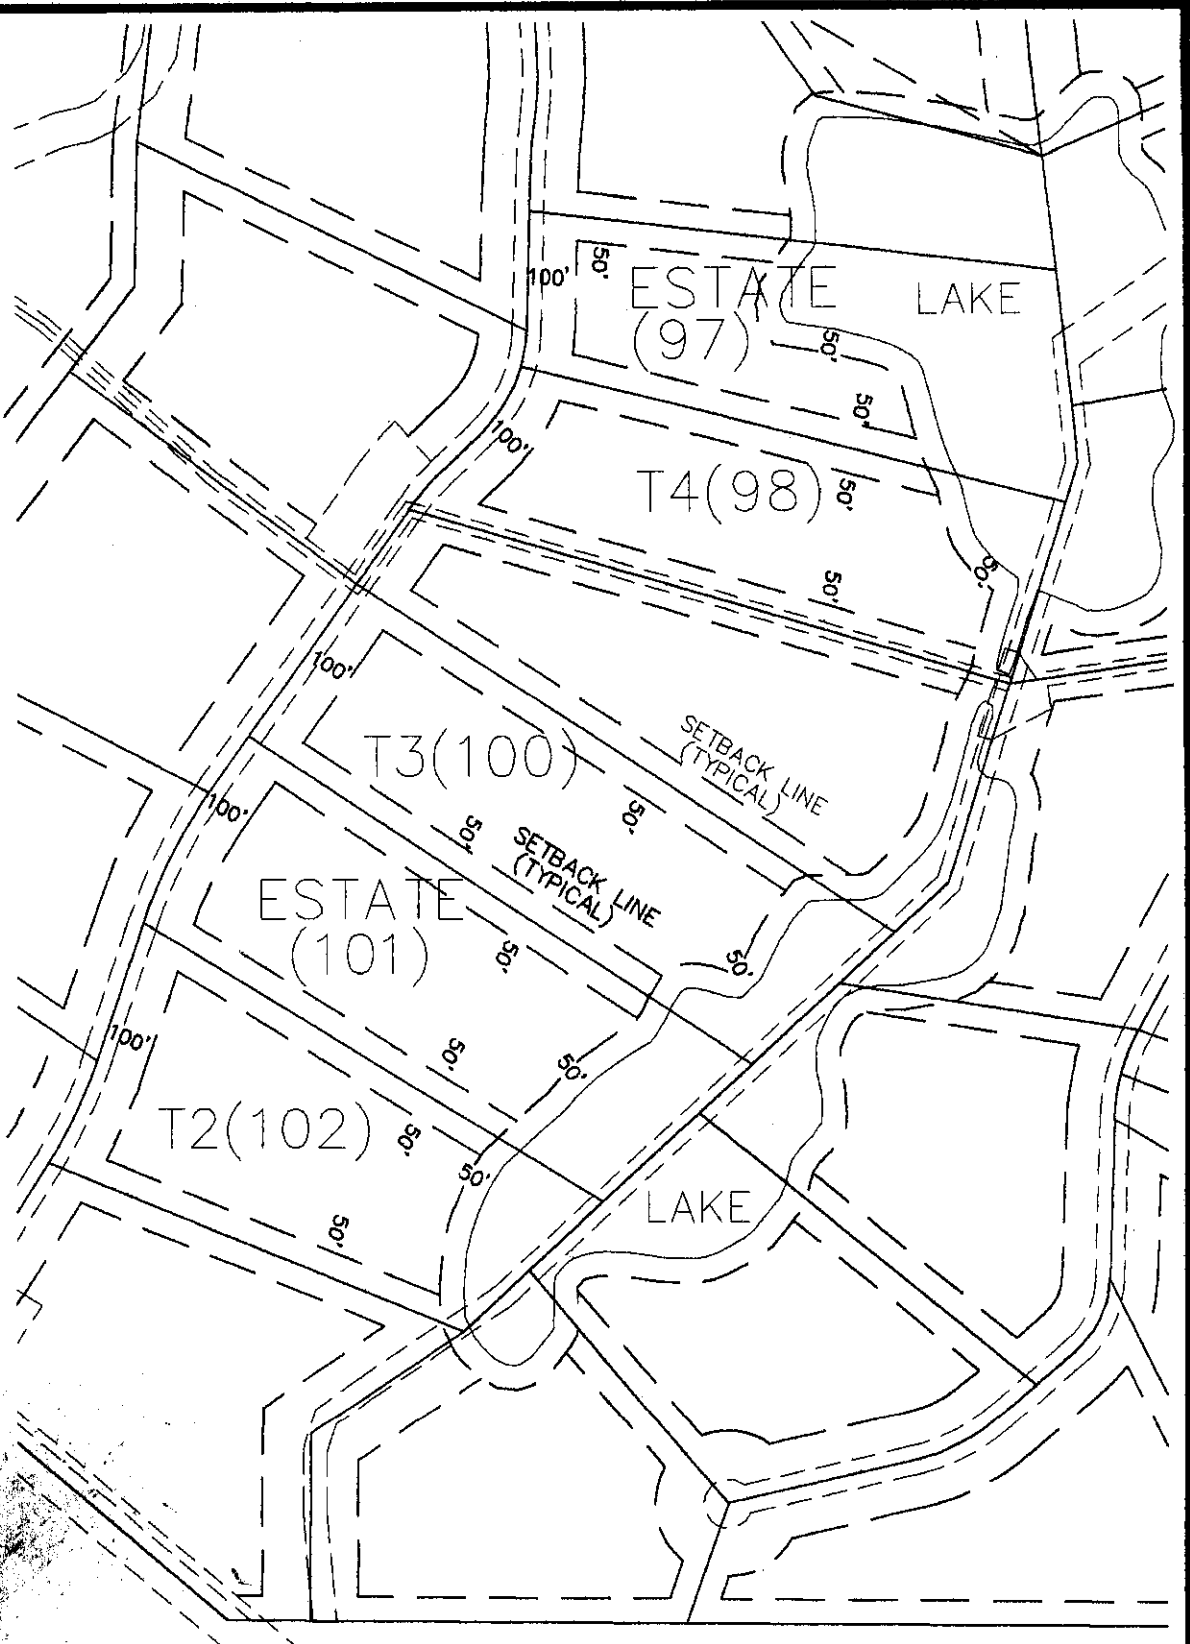 100'
50'
ESTATE
(97)
LAKE
50'
50'
100'
T4(98)
50'
50'
50'
100'
T3(100)
SETBACK LINE
(TYPICAL)
50'
50'
SETBACK LINE
(TYPICAL)
100'
ESTATE
(101)
50'
50'
100'
50'
50'
T2(102)
50'
50'
LAKE
50'